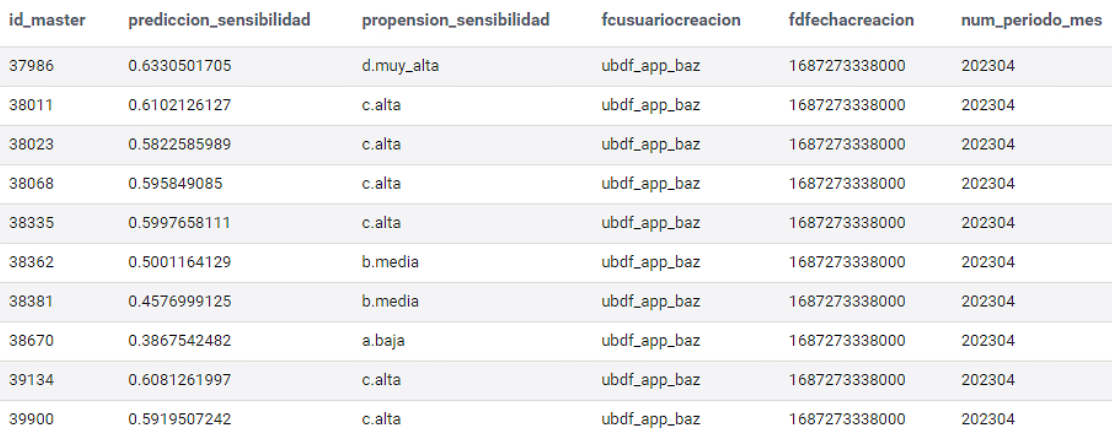 id_master prediccion_sensibilidad propension_sensibilidad fcusuariocreacion fdfechacreacion num_periodo_mes
37986 0.6330501705 d.muy_alta ubdf_app_baz 1687273338000 202304
38011 0.6102126127 c.alta ubdf_app_baz 1687273338000 202304
38023 0.5822585989 c.alta ubdf_app_baz 1687273338000 202304
38068 0.595849085 c.alta ubdf_app_baz 1687273338000 202304
38335 0.5997658111 c.alta ubdf_app_baz 1687273338000 202304
38362 0.5001164129 b.media ubdf_app_baz 1687273338000 202304
38381 0.4576999125 b.media ubdf_app_baz 1687273338000 202304
38670 0.3867542482 a.baja ubdf_app_baz 1687273338000 202304
39134 0.6081261997 c.alta ubdf_app_baz 1687273338000 202304
39900 0.5919507242 c.alta ubdf_app_baz 1687273338000 202304